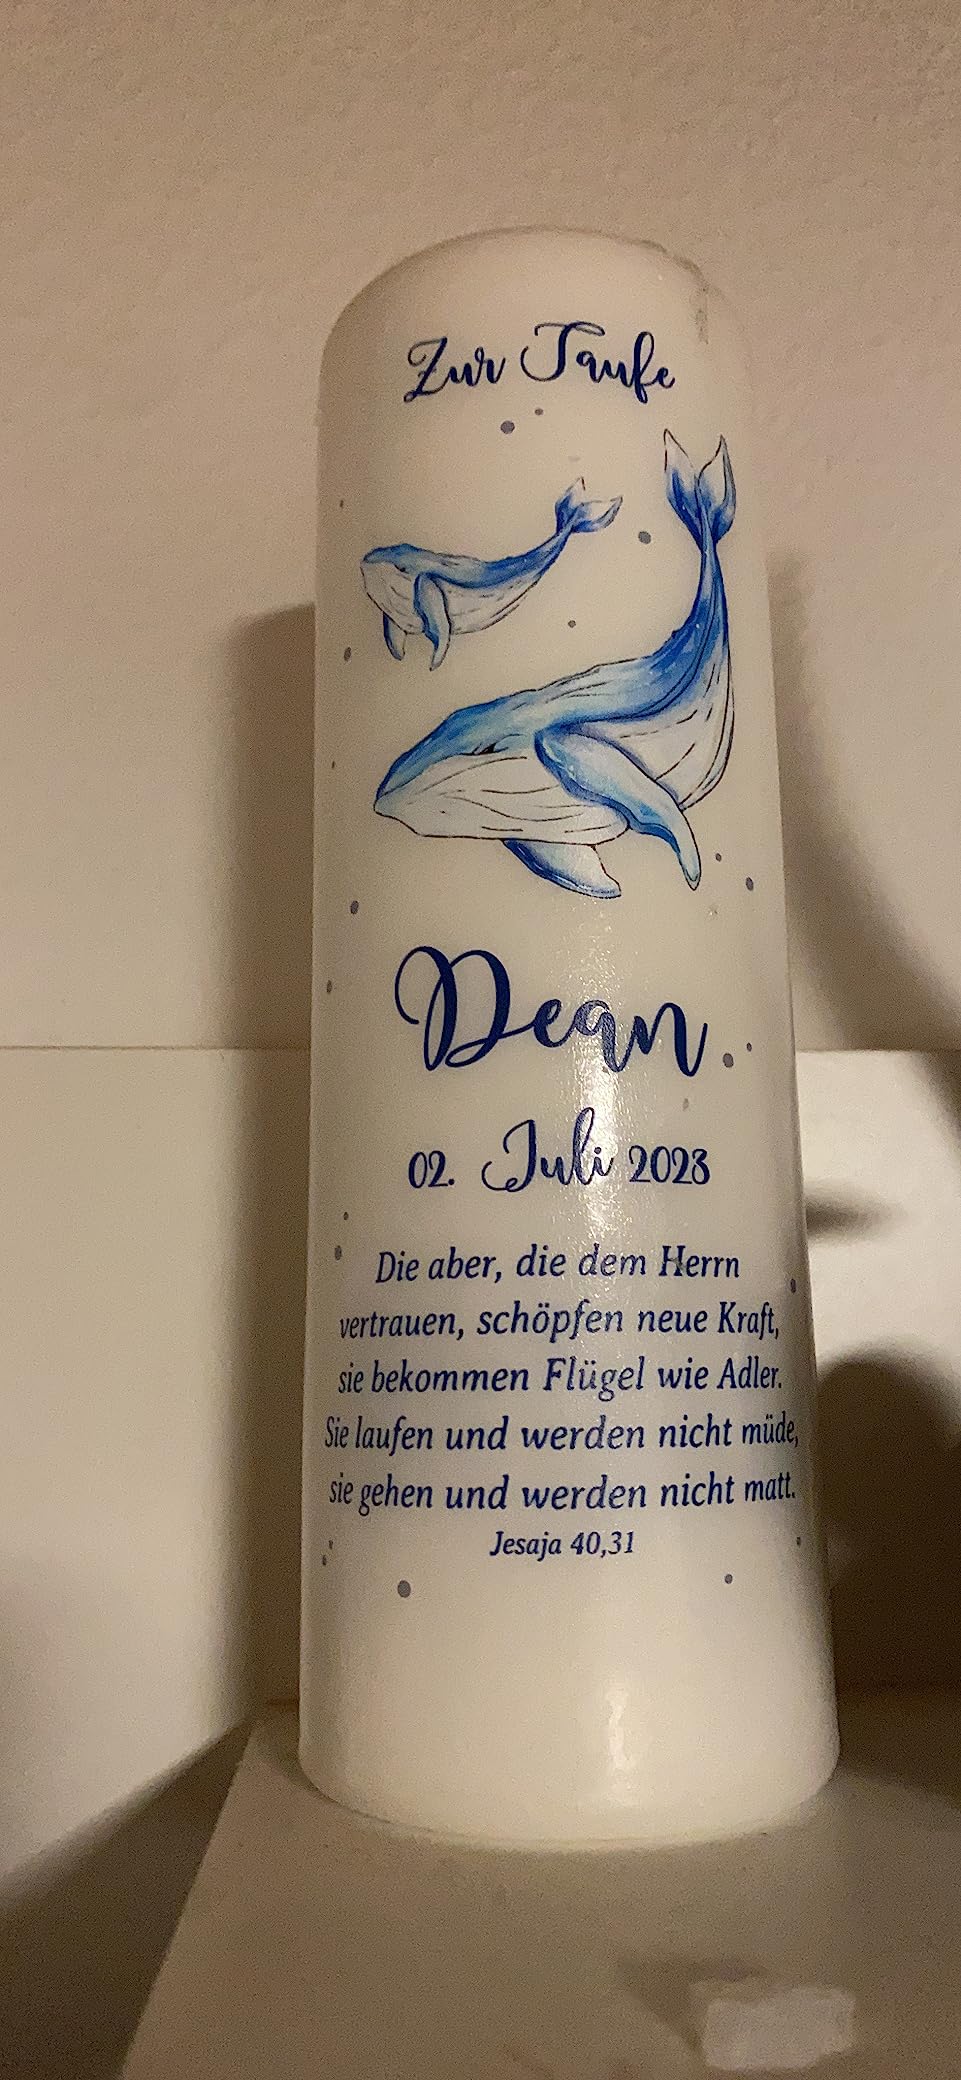 Zur Taufe
Dean
02. Juli 2023
Die aber, die dem Herrn
vertrauen, schöpfen neue Kraft,
sie bekommen Flügel wie Adler.
Sie laufen und werden nicht müde,
sie gehen und werden nicht matt.
Jesaja 40,31